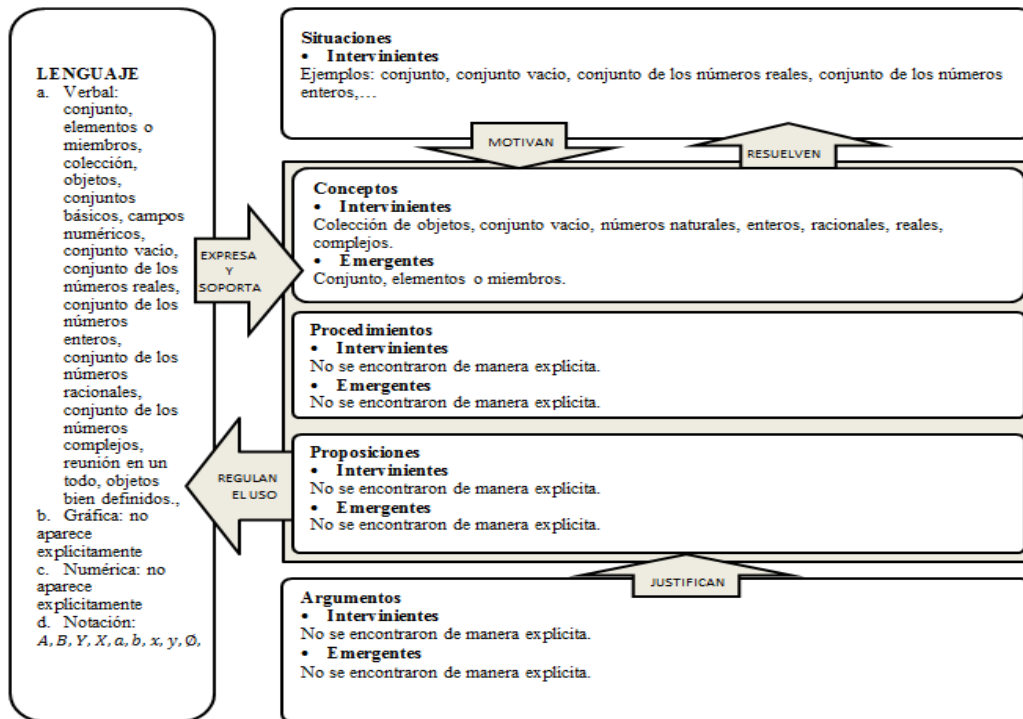 LENGUAJE
a. Verbal:
conjunto,
elementos o
miembros,
colección,
objetos,
conjuntos
básicos, campos
numéricos,
conjunto vacío,
conjunto de los
números reales,
conjunto de los
números
enteros,
conjunto de los
números
racionales,
conjunto de los
números
complejos,
reunión en un
todo, objetos
bien definidos.,
b. Gráfica: no
aparece
explícitamente
c. Numérica: no
aparece
explícitamente
d. Notación:
A, B, Y, X, a, b, x, y, ∅,
EXPRESA
Y
SOPORTA
REGULAN
EL USO
Situaciones
• Intervinientes
Ejemplos: conjunto, conjunto vacío, conjunto de los números reales, conjunto de los números
enteros,…
MOTIVAN
RESUELVEN
Conceptos
• Intervinientes
Colección de objetos, conjunto vacío, números naturales, enteros, racionales, reales,
complejos.
• Emergentes
Conjunto, elementos o miembros.
Procedimientos
• Intervinientes
No se encontraron de manera explícita.
• Emergentes
No se encontraron de manera explícita.
Proposiciones
• Intervinientes
No se encontraron de manera explícita.
• Emergentes
No se encontraron de manera explícita.
JUSTIFICAN
Argumentos
• Intervinientes
No se encontraron de manera explícita.
• Emergentes
No se encontraron de manera explícita.